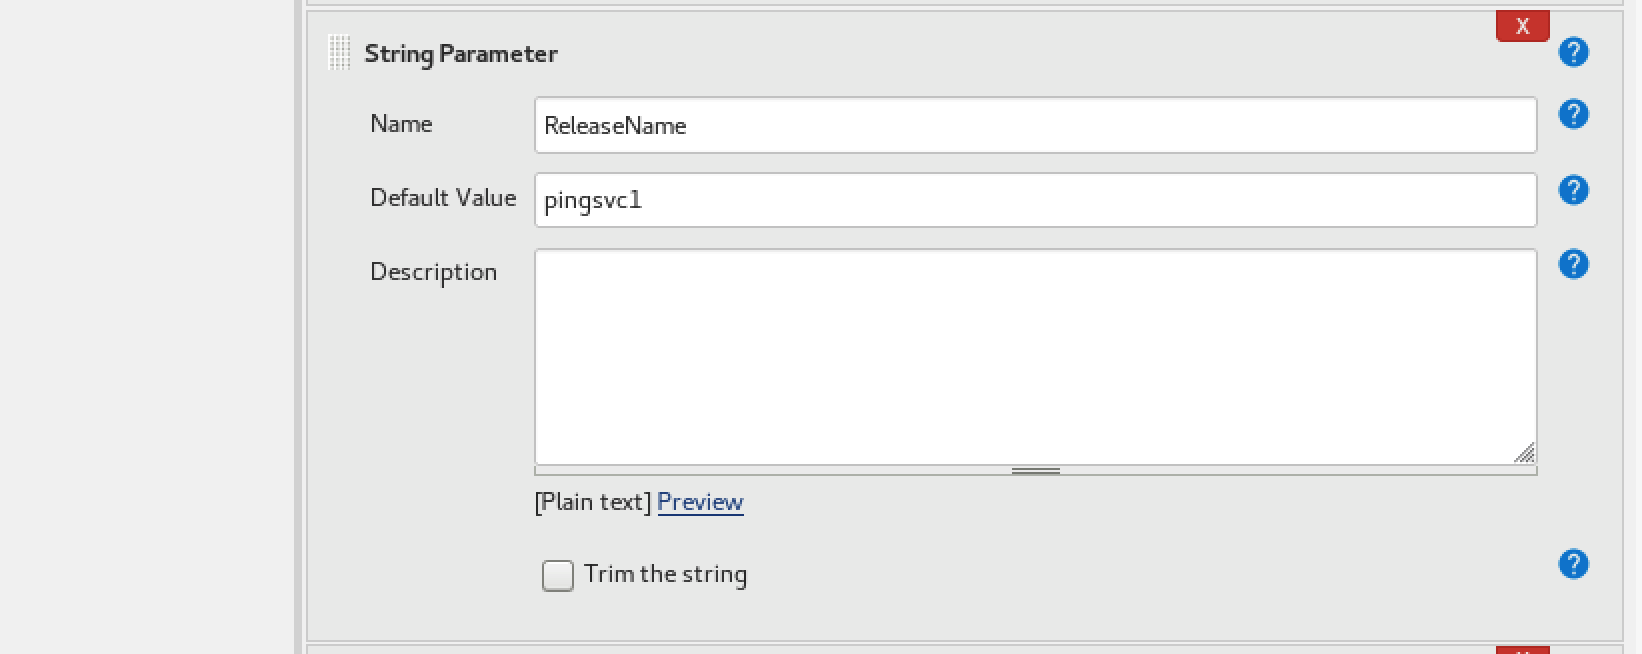 X
String Parameter
?
Name
ReleaseName
?
Default Value
pingsvc1
?
Description
?
[Plain text] Preview
Trim the string
?